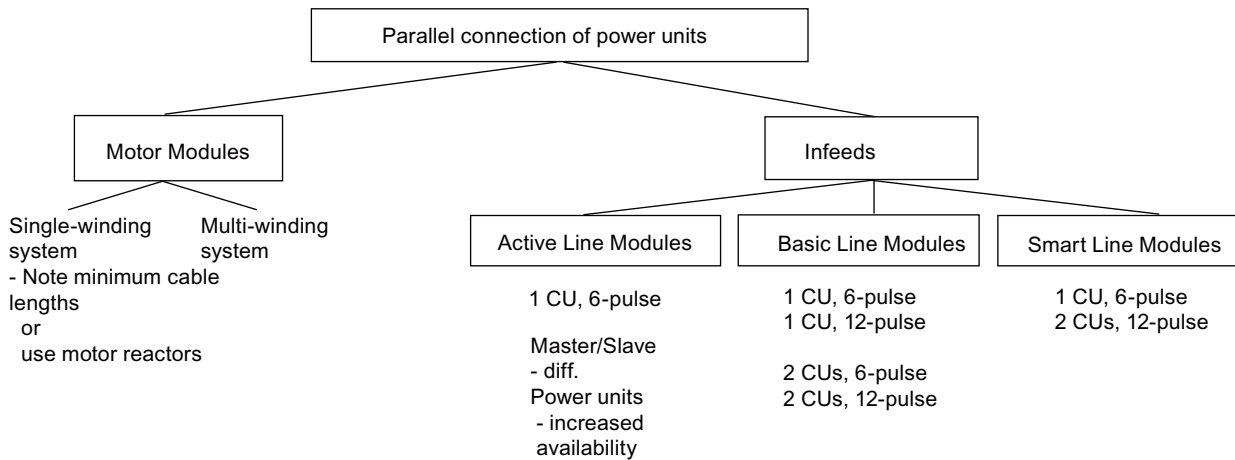 Parallel connection of power units
Motor Modules
Infeeds
Single-winding
system
- Note minimum cable
lengths
or
use motor reactors
Multi-winding
system
Active Line Modules
1 CU, 6-pulse
Master/Slave
- diff.
Power units
- increased
availability
Basic Line Modules
1 CU, 6-pulse
1 CU, 12-pulse
2 CUs, 6-pulse
2 CUs, 12-pulse
Smart Line Modules
1 CU, 6-pulse
2 CUs, 12-pulse